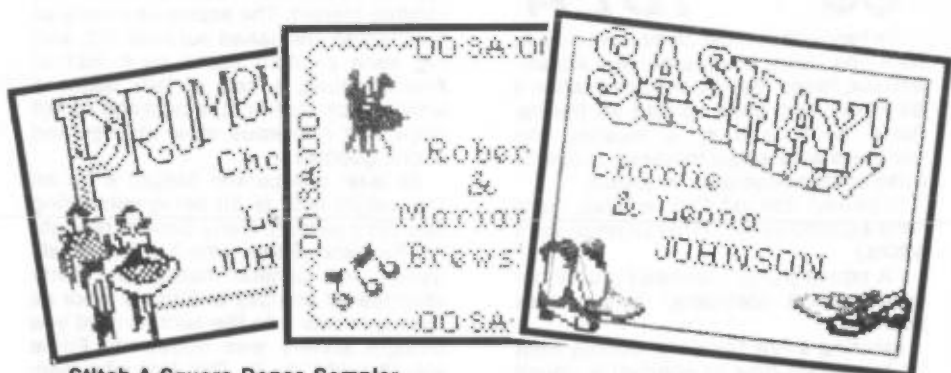 PROMEN
Le
JOH
DO·SA·DO
DO·SA·DO
Rober
&
Marian
Brews
DO·SA·
SASHAY!
Charlie
& Leona
JOHNSON
Stitch A Square Dance Sampler